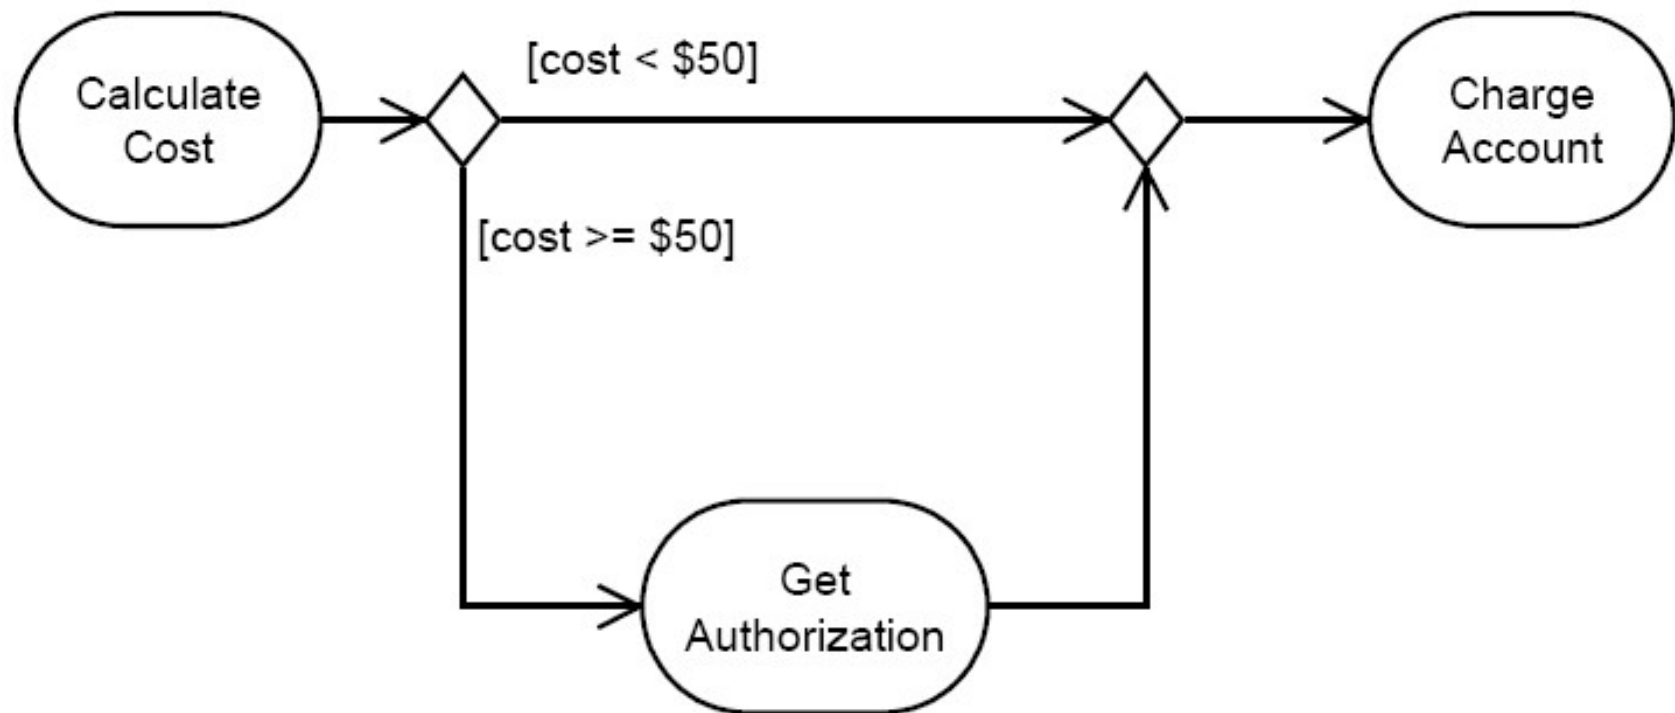 Calculate
Cost
[cost < $50]
Charge
Account
[cost >= $50]
Get
Authorization